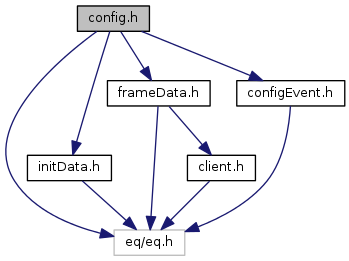 config.h
frameData.h
configEvent.h
initData.h
client.h
eq/eq.h